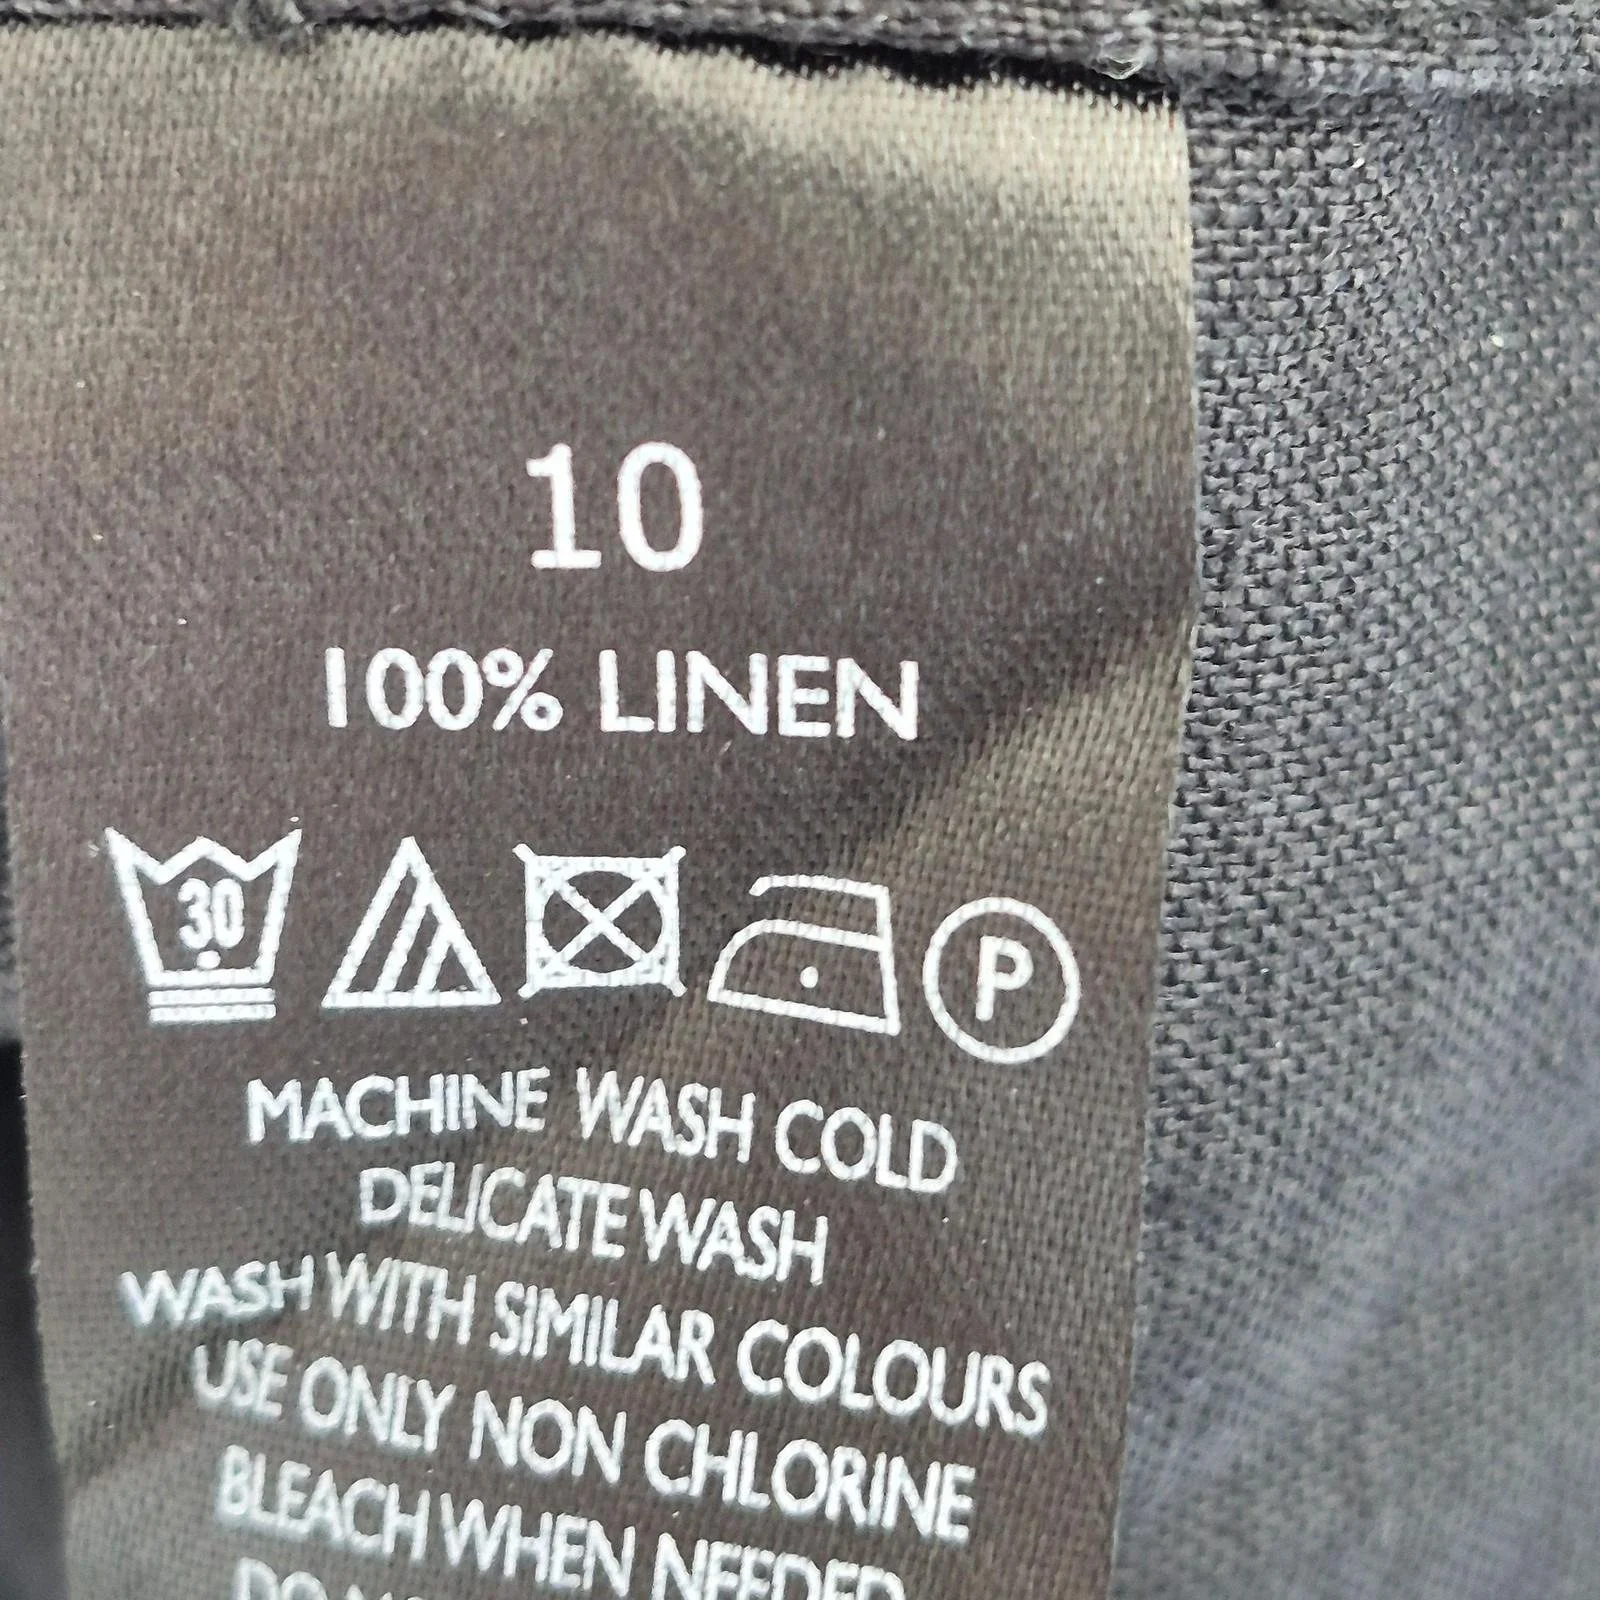 10
100% LINEN
30
P
MACHINE WASH COLD
DELICATE WASH
WASH WITH SIMILAR COLOURS
USE ONLY NON CHLORINE
BLEACH WHEN NEEDED
DO